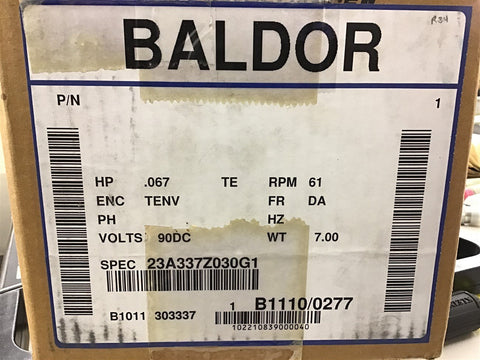 R34
BALDOR
P/N 1
HP .067 TE RPM 61
ENC TENV FR DA
PH HZ
VOLTS 90DC WT 7.00
SPEC 23A337Z030G1
B1011 303337 1 B1110/0277
102210839000040